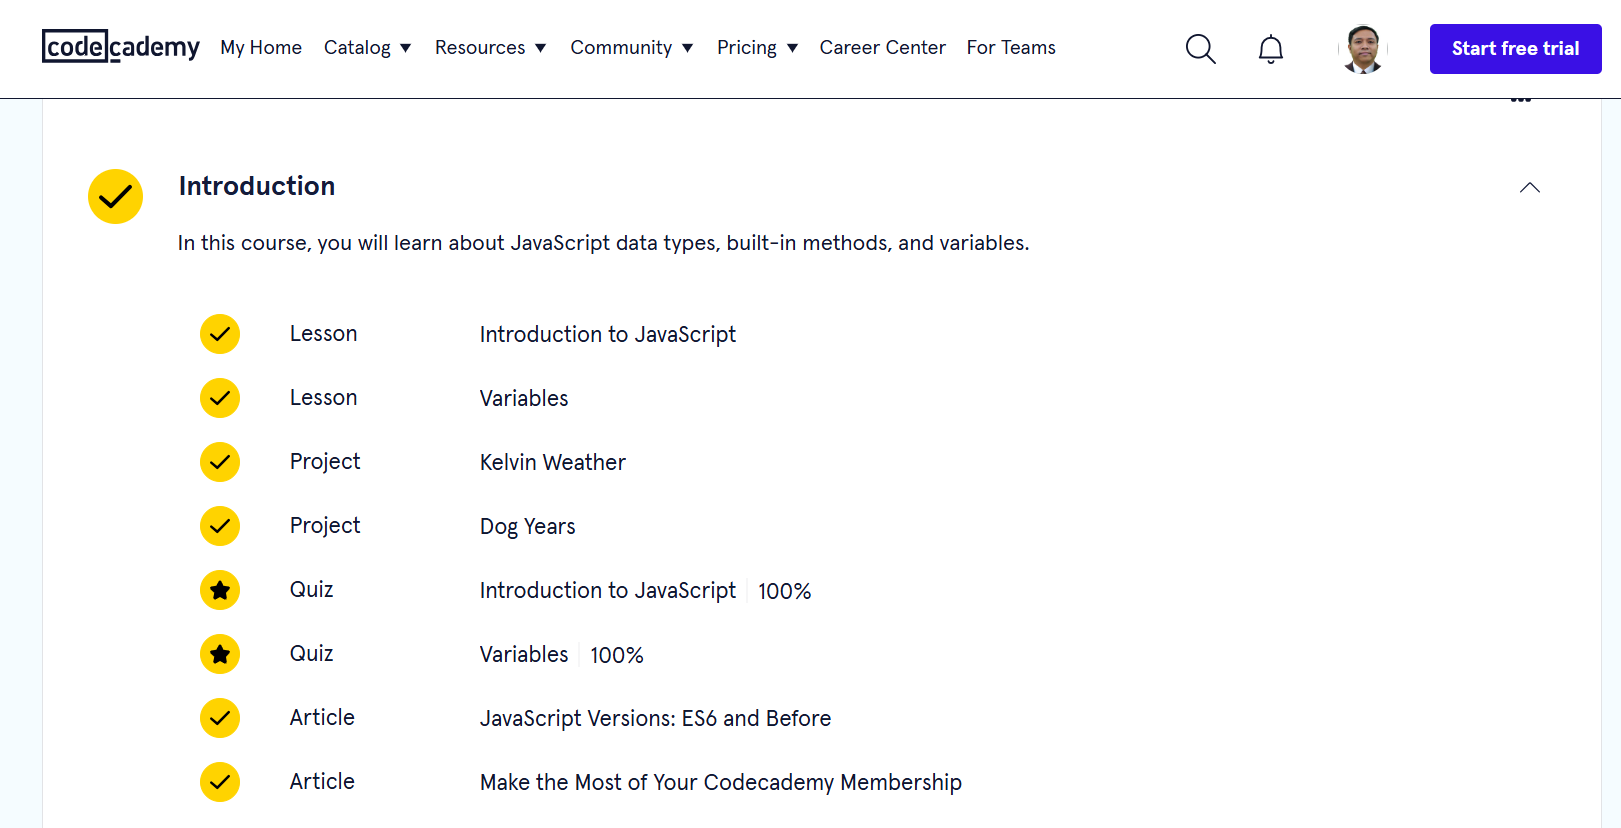 codecademy My Home Catalog Resources Community Pricing Career Center For Teams Start free trial
Introduction
In this course, you will learn about JavaScript data types, built-in methods, and variables.
Lesson Introduction to JavaScript
Lesson Variables
Project Kelvin Weather
Project Dog Years
Quiz Introduction to JavaScript 100%
Quiz Variables 100%
Article JavaScript Versions: ES6 and Before
Article Make the Most of Your Codecademy Membership